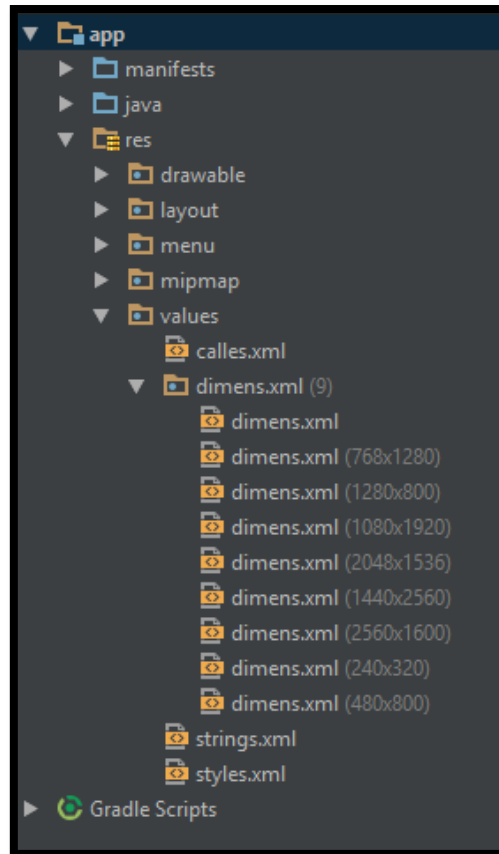 app
manifests
java
res
drawable
layout
menu
mipmap
values
calles.xml
dimens.xml (9)
dimens.xml
dimens.xml (768x1280)
dimens.xml (1280x800)
dimens.xml (1080x1920)
dimens.xml (2048x1536)
dimens.xml (1440x2560)
dimens.xml (2560x1600)
dimens.xml (240x320)
dimens.xml (480x800)
strings.xml
styles.xml
Gradle Scripts